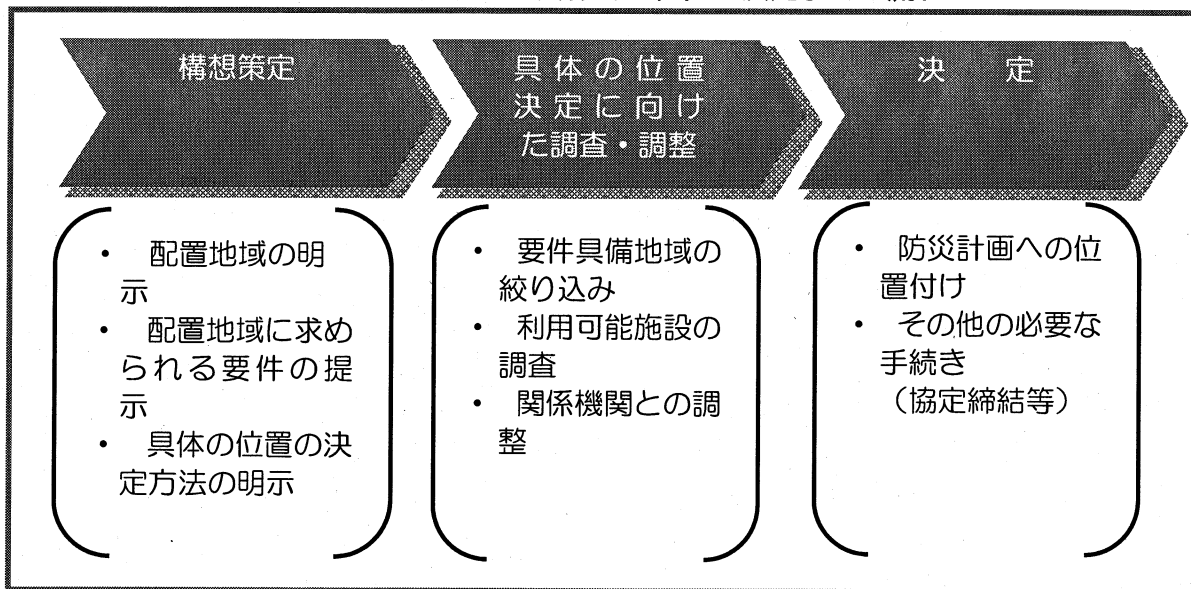 構想策定
具体の位置
決定に向け
た調査・調整
決 定
・ 配置地域の明
示
・ 配置地域に求め
られる要件の提
示
・ 具体の位置の決
定方法の明示
・ 要件具備地域の
絞り込み
・ 利用可能施設の
調査
・ 関係機関との調
整
・ 防災計画への位
置付け
・ その他の必要な
手続き
（協定締結等）